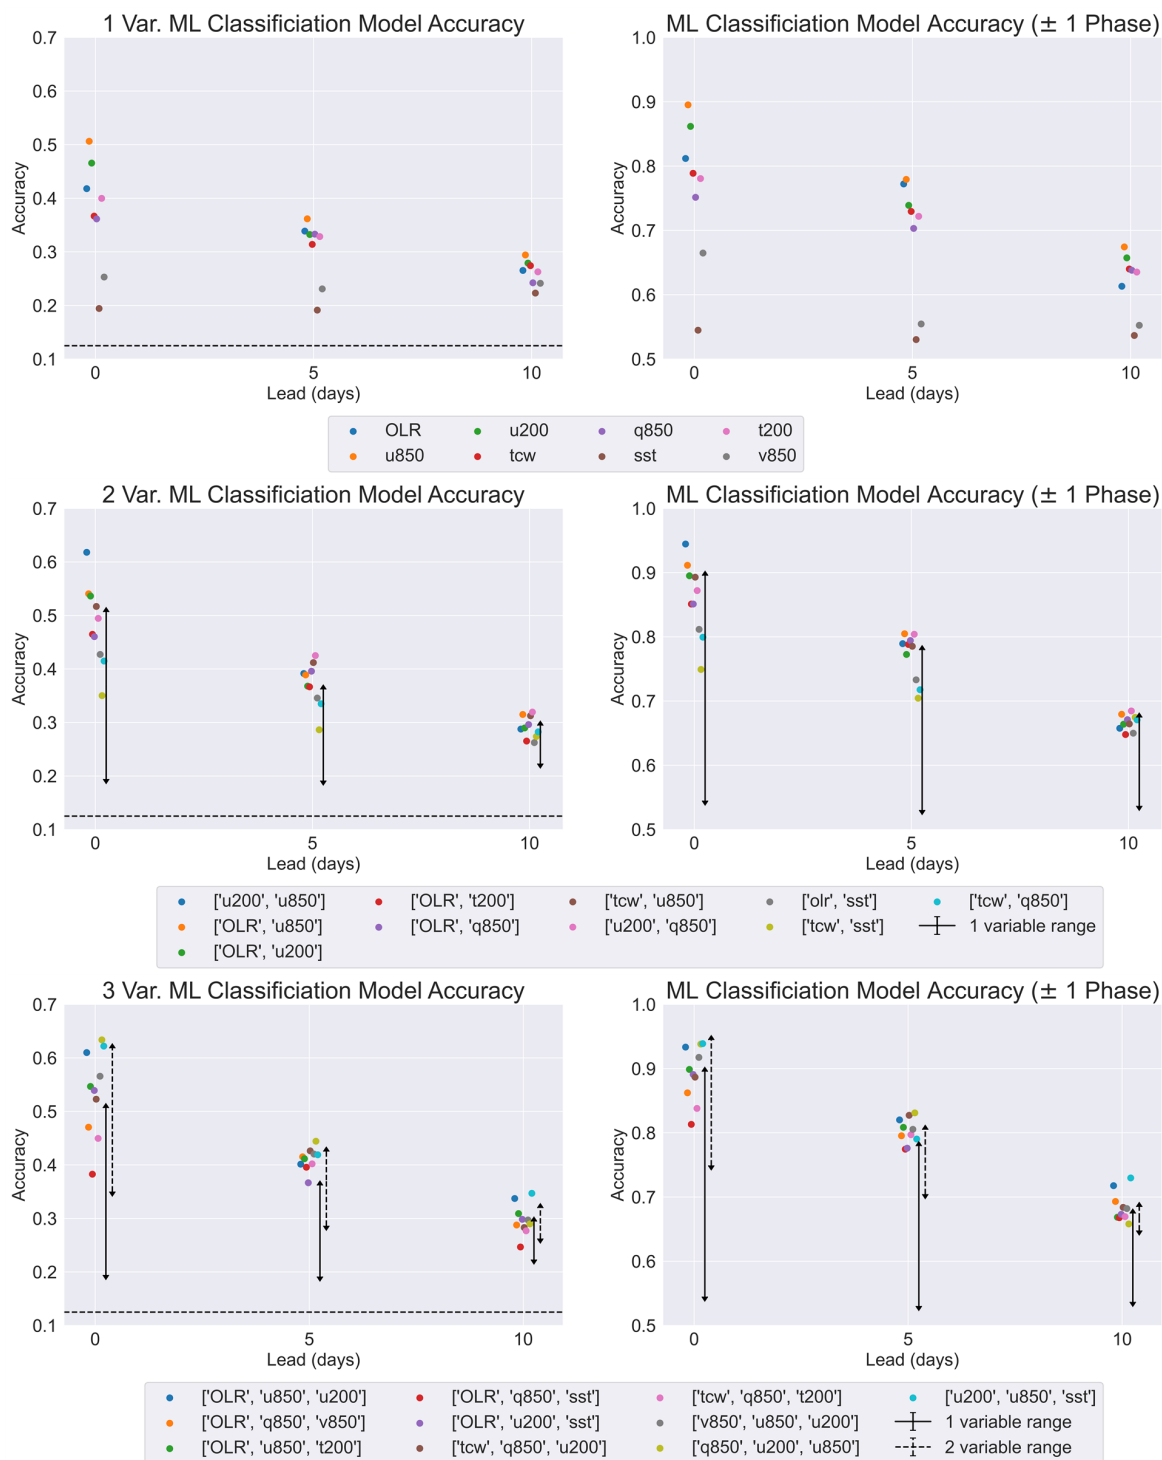 1 Var. ML Classificiation Model Accuracy
0.7
0.6
0.5
0.4
0.3
0.2
0.1
Accuracy
0
5
10
Lead (days)
ML Classificiation Model Accuracy (± 1 Phase)
1.0
0.9
0.8
0.7
0.6
0.5
Accuracy
0
5
10
Lead (days)
OLR
u850
u200
tcw
q850
sst
t200
v850
2 Var. ML Classificiation Model Accuracy
0.7
0.6
0.5
0.4
0.3
0.2
0.1
Accuracy
0
5
10
Lead (days)
ML Classificiation Model Accuracy (± 1 Phase)
1.0
0.9
0.8
0.7
0.6
0.5
Accuracy
0
5
10
Lead (days)
['u200', 'u850']
['OLR', 'u850']
['OLR', 'u200']
['OLR', 't200']
['OLR', 'q850']
['tcw', 'u850']
['u200', 'q850']
['olr', 'sst']
['tcw', 'sst']
['tcw', 'q850']
1 variable range
3 Var. ML Classificiation Model Accuracy
0.7
0.6
0.5
0.4
0.3
0.2
0.1
Accuracy
0
5
10
Lead (days)
ML Classificiation Model Accuracy (± 1 Phase)
1.0
0.9
0.8
0.7
0.6
0.5
Accuracy
0
5
10
Lead (days)
['OLR', 'u850', 'u200']
['OLR', 'q850', 'v850']
['OLR', 'u850', 't200']
['OLR', 'q850', 'sst']
['OLR', 'u200', 'sst']
['tcw', 'q850', 'u200']
['tcw', 'q850', 't200']
['v850', 'u850', 'u200']
['q850', 'u200', 'u850']
['u200', 'u850', 'sst']
1 variable range
2 variable range